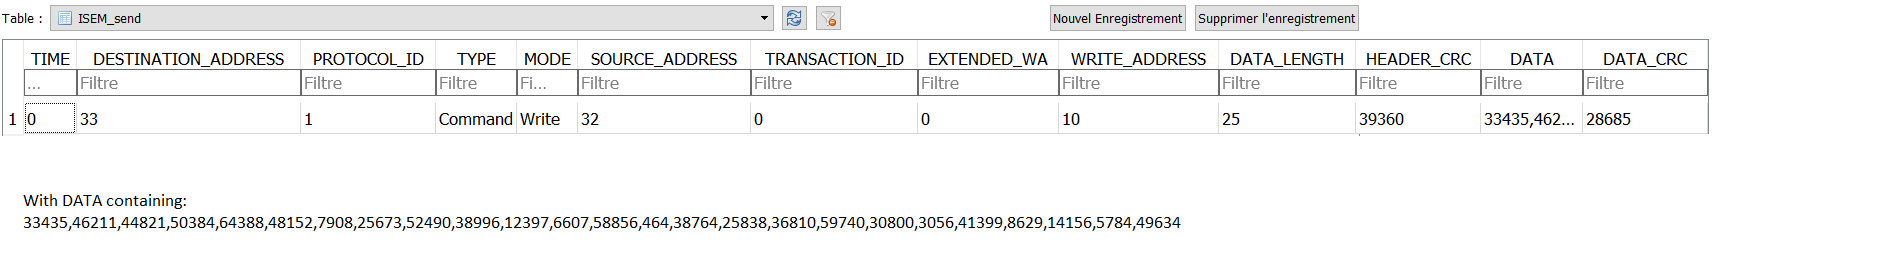 Table : ISEM_send Nouvel Enregistrement Supprimer l'enregistrement
TIME DESTINATION_ADDRESS PROTOCOL_ID TYPE MODE SOURCE_ADDRESS TRANSACTION_ID EXTENDED_WA WRITE_ADDRESS DATA_LENGTH HEADER_CRC DATA DATA_CRC
... Filtre Filtre Filtre Fi... Filtre Filtre Filtre Filtre Filtre Filtre Filtre Filtre
1 0 33 1 Command Write 32 0 0 10 25 39360 33435,462... 28685
With DATA containing:
33435,46211,44821,50384,64388,48152,7908,25673,52490,38996,12397,6607,58856,464,38764,25838,36810,59740,30800,3056,41399,8629,14156,5784,49634